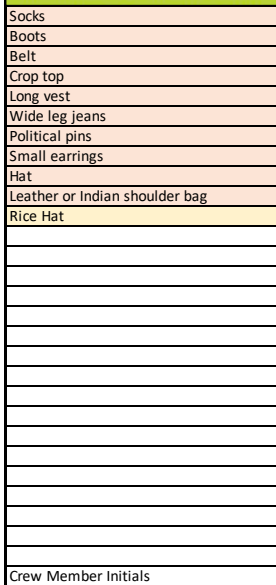 Socks
Boots
Belt
Crop top
Long vest
Wide leg jeans
Political pins
Small earrings
Hat
Leather or Indian shoulder bag
Rice Hat
Crew Member Initials